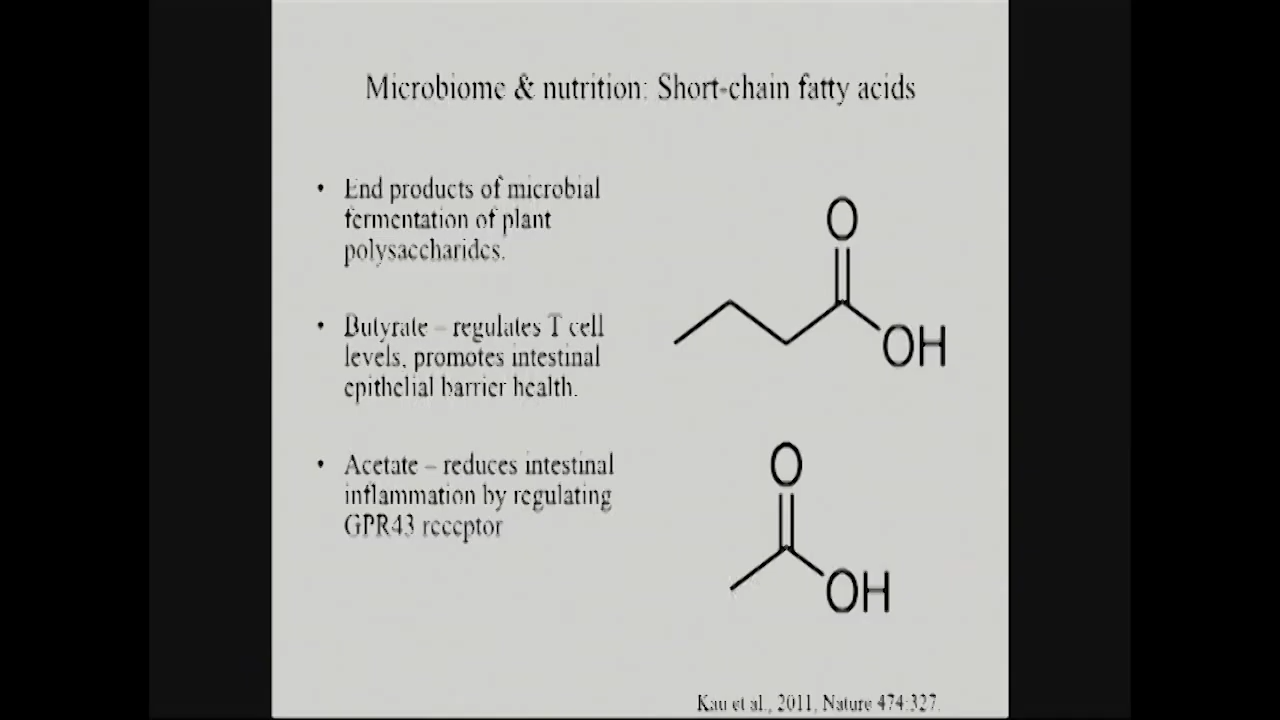 Microbiome & nutrition: Short-chain fatty acids
• End products of microbial
fermentation of plant
polysaccharides.
• Butyrate – regulates T cell
levels, promotes intestinal
epithelial barrier health.
• Acetate – reduces intestinal
inflammation by regulating
GPR43 receptor
O
OH
O
OH
Kau et al., 2011, Nature 474:327.